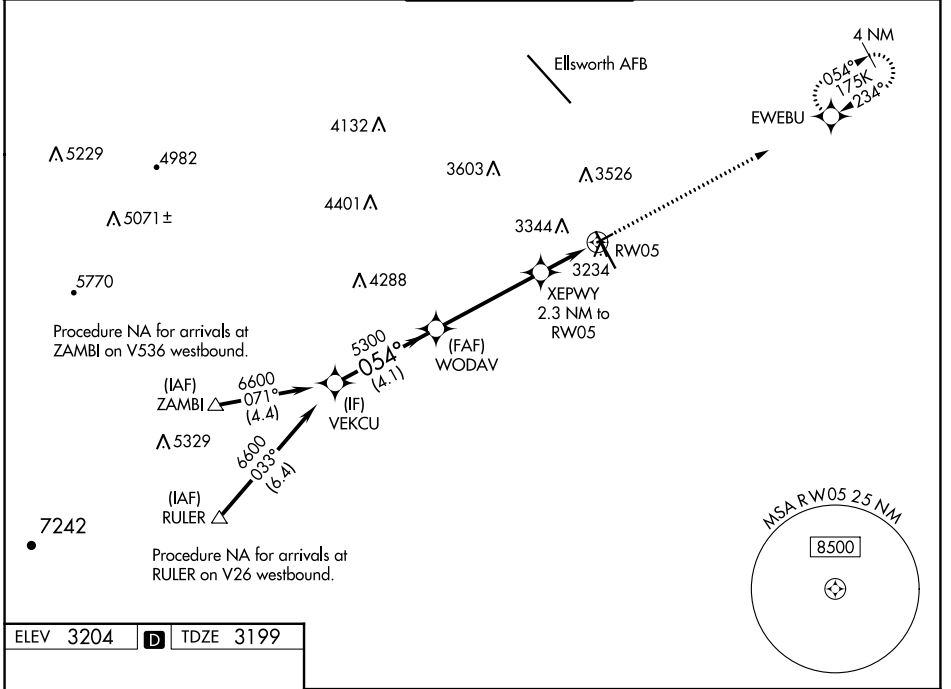 4 NM
054°
175K
234°
EWEBU
Ellsworth AFB
4132
5229
4982
3603
3526
4401
5071±
3344
RW05
3234
5770
4288
XEPWY
2.3 NM to
RW05
Procedure NA for arrivals at
ZAMBI on V536 westbound.
5300
054°
(4.1)
(FAF)
WODAV
(IAF)
ZAMBI
6600
071°
(4.4)
(IF)
VEKCU
5329
6600
033°
(6.4)
(IAF)
RULER
7242
Procedure NA for arrivals at
RULER on V26 westbound.
MSA RW05 25 NM
8500
ELEV 3204 D TDZE 3199